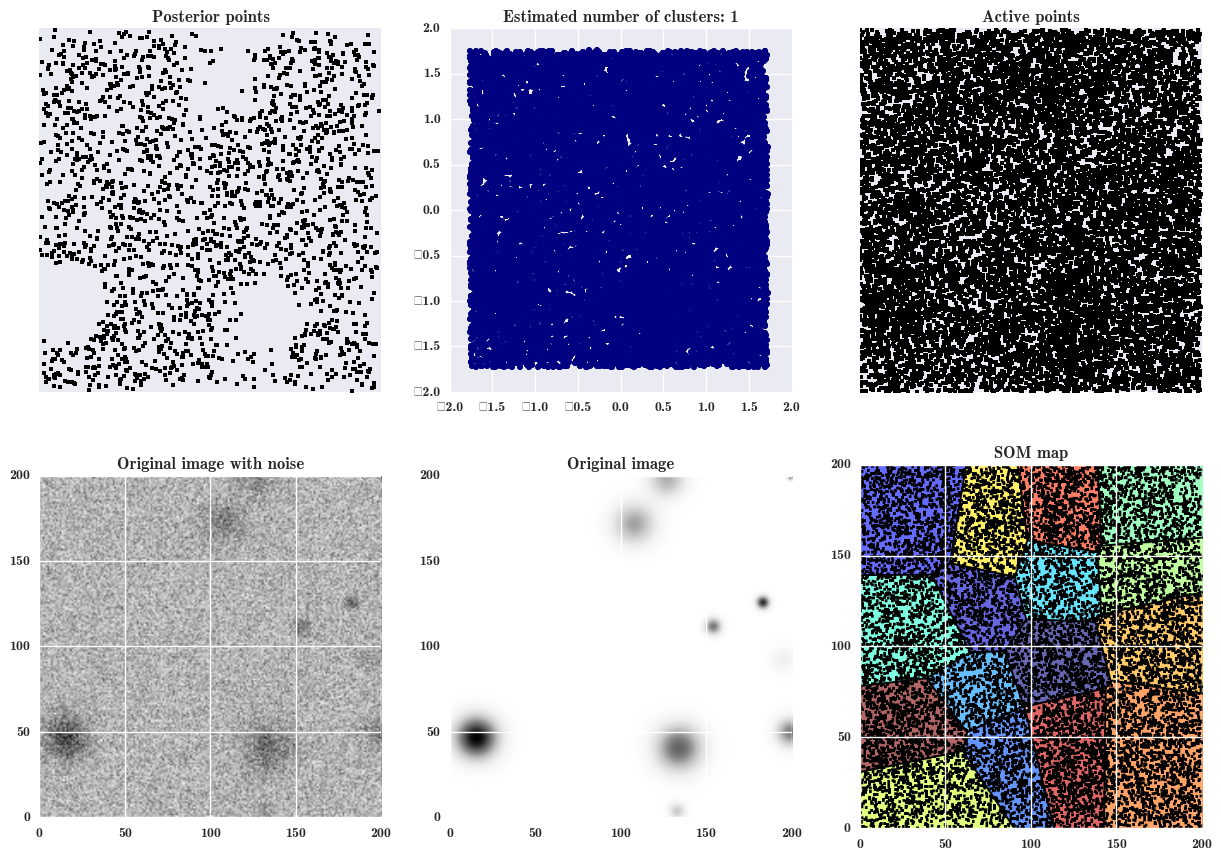 Posterior points
Estimated number of clusters: 1
Active points
2.0
1.5
1.0
0.5
0.0
□0.5
□1.0
□1.5
□2.0
□2.0 □1.5 □1.0 □0.5 0.0 0.5 1.0 1.5 2.0
Original image with noise
Original image
SOM map
200
150
100
50
0
0 50 100 150 200
200
150
100
50
0
0 50 100 150 200
200
150
100
50
0
0 50 100 150 200